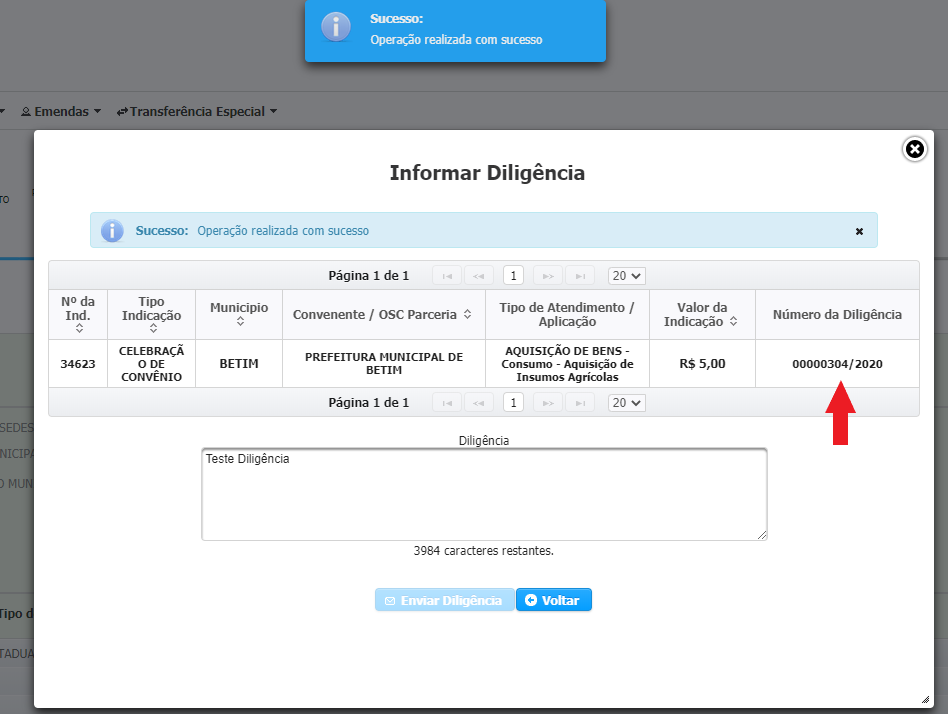 Sucesso:
Operação realizada com sucesso
Emendas
Transferência Especial
Informar Diligência
Sucesso: Operação realizada com sucesso
Página 1 de 1 1 20
Nº da Ind.
Tipo Indicação
Município
Convenente / OSC Parceria
Tipo de Atendimento / Aplicação
Valor da Indicação
Número da Diligência
34623
CELEBRAÇÃ
O DE
CONVÊNIO
BETIM
PREFEITURA MUNICIPAL DE
BETIM
AQUISIÇÃO DE BENS -
Consumo - Aquisição de
Insumos Agrícolas
R$ 5,00
00000304/2020
Página 1 de 1 1 20
Diligência
Teste Diligência
3984 caracteres restantes.
Enviar Diligência Voltar